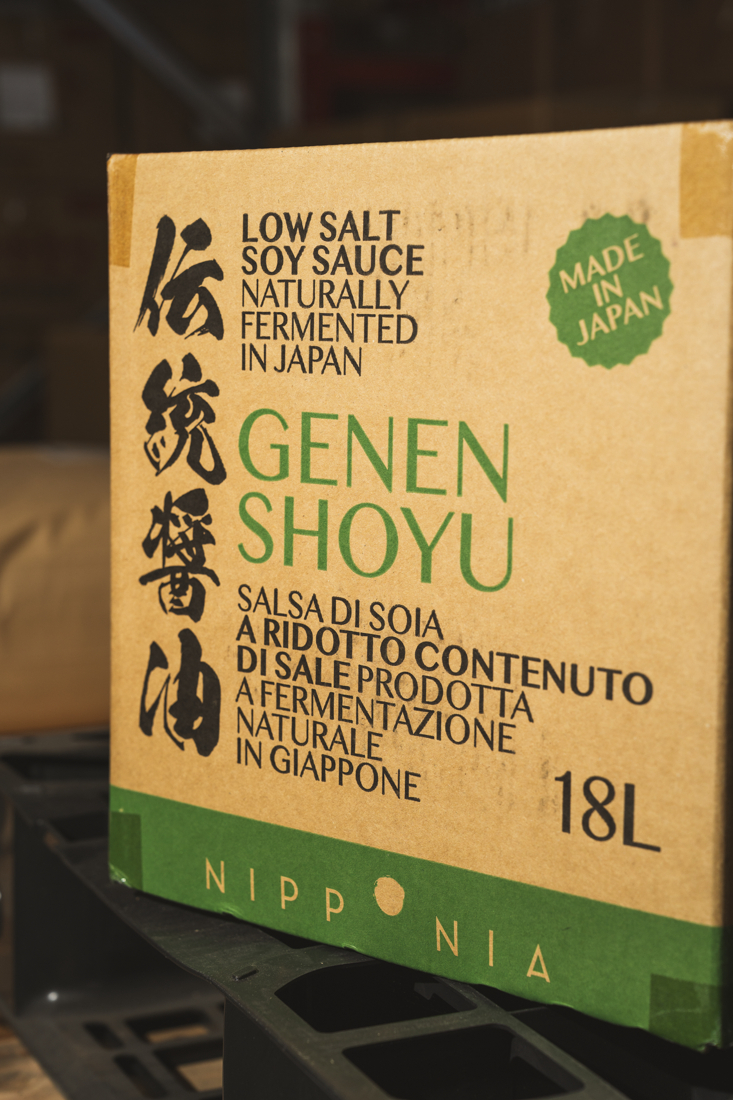 伝統醤油
LOW SALT
SOY SAUCE
NATURALLY
FERMENTED
IN JAPAN
MADE
IN
JAPAN
GENEN
SHOYU
SALSA DI SOIA
A RIDOTTO CONTENUTO
DI SALE PRODOTTA
A FERMENTAZIONE
NATURALE
IN GIAPPONE
18L
NIPPONIA